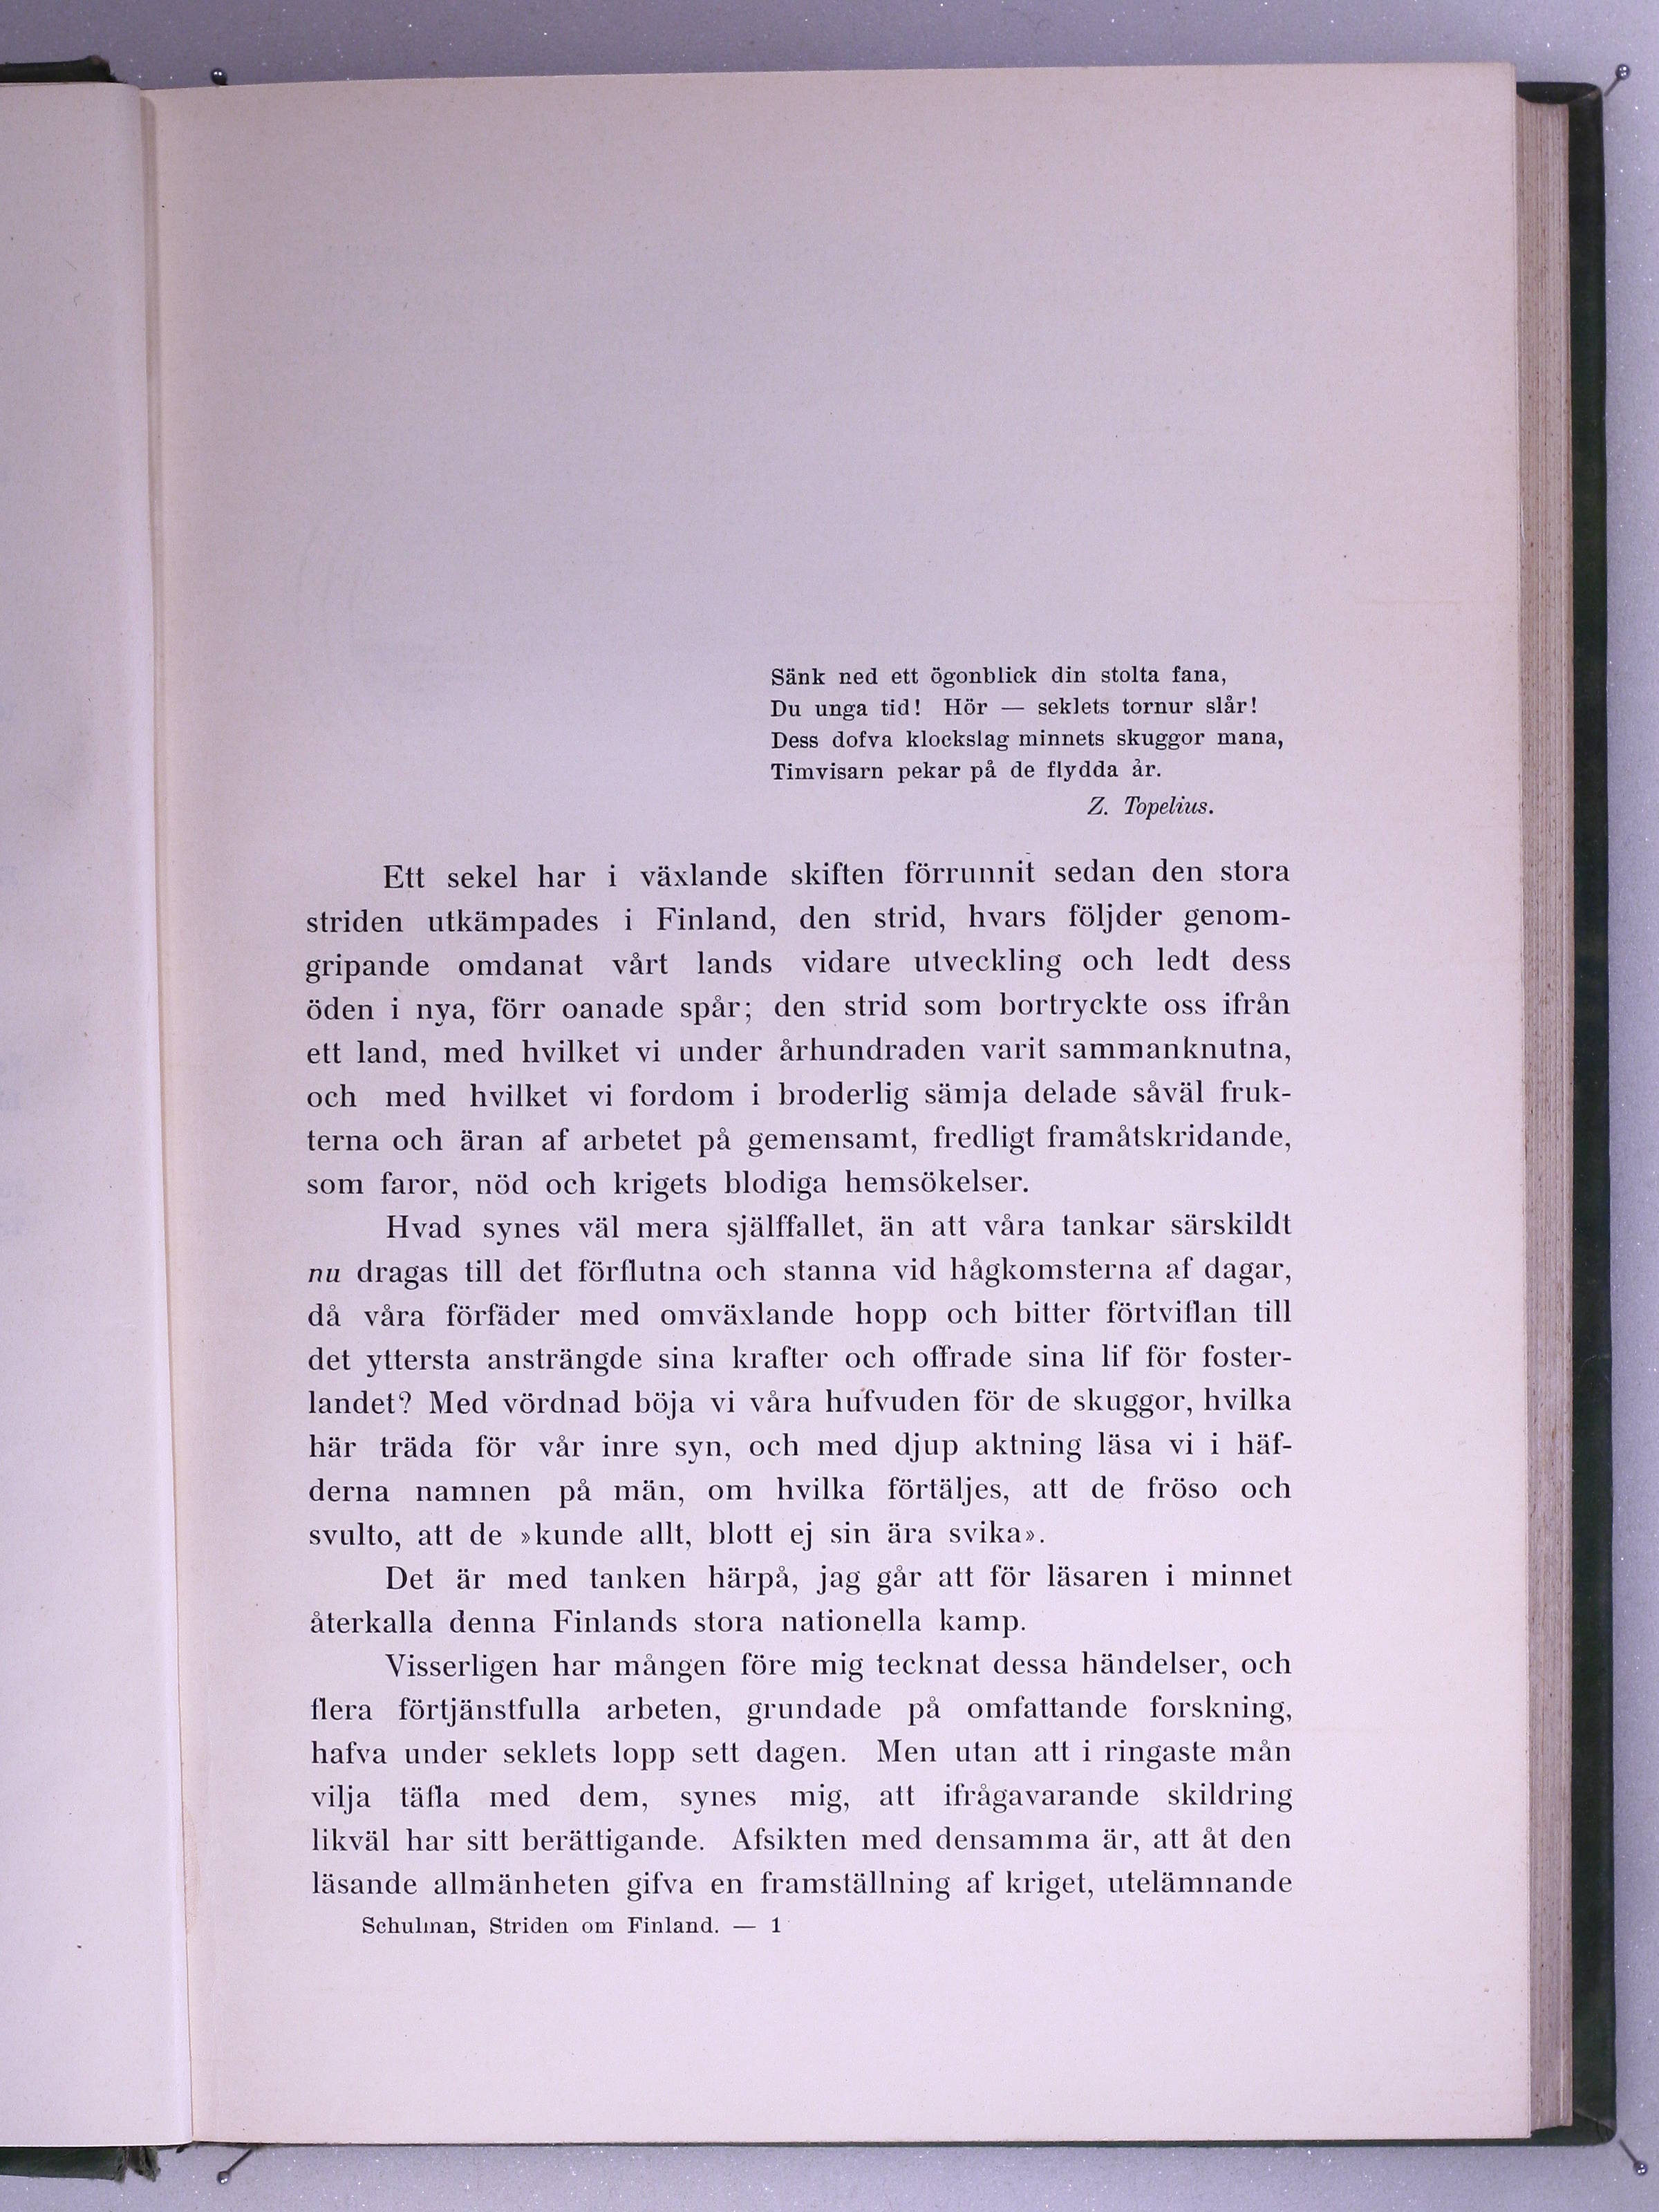 Sänk ned ett ögonblick din stolta fana,
Du unga tid! Hör — seklets tornur slår!
Dess dofva klockslag minnets skuggor mana,
Timvisarn pekar på de flydda år.
Z. Topelius.
Ett sekel har i växlande skiften förrunnit sedan den stora
striden utkämpades i Finland, den strid, hvars följder genom-
gripande omdanat vårt lands vidare utveckling och ledt dess
öden i nya, förr oanade spår; den strid som bortryckte oss ifrån
ett land, med hvilket vi under århundraden varit sammanknutna,
och med hvilket vi fordom i broderlig sämja delade såväl fruk-
terna och äran af arbetet på gemensamt, fredligt framåtskridande,
som faror, nöd och krigets blodiga hemsökelser.
Hvad synes väl mera själffallet, än att våra tankar särskildt
nu dragas till det förflutna och stanna vid hågkomsterna af dagar,
då våra förfäder med omväxlande hopp och bitter förtviflan till
det yttersta ansträngde sina krafter och offrade sina lif för foster-
landet? Med vördnad böja vi våra hufvuden för de skuggor, hvilka
här träda för vår inre syn, och med djup aktning läsa vi i häf-
derna namnen på män, om hvilka förtäljes, att de fröso och
svulto, att de »kunde allt, blott ej sin ära svika».
Det är med tanken härpå, jag går att för läsaren i minnet
återkalla denna Finlands stora nationella kamp.
Visserligen har mången före mig tecknat dessa händelser, och
flera förtjänstfulla arbeten, grundade på omfattande forskning,
hafva under seklets lopp sett dagen. Men utan att i ringaste mån
vilja täfla med dem, synes mig, att ifrågavarande skildring
likväl har sitt berättigande. Afsikten med densamma är, att åt den
läsande allmänheten gifva en framställning af kriget, utelämnande
Schulman, Striden om Finland. — 1